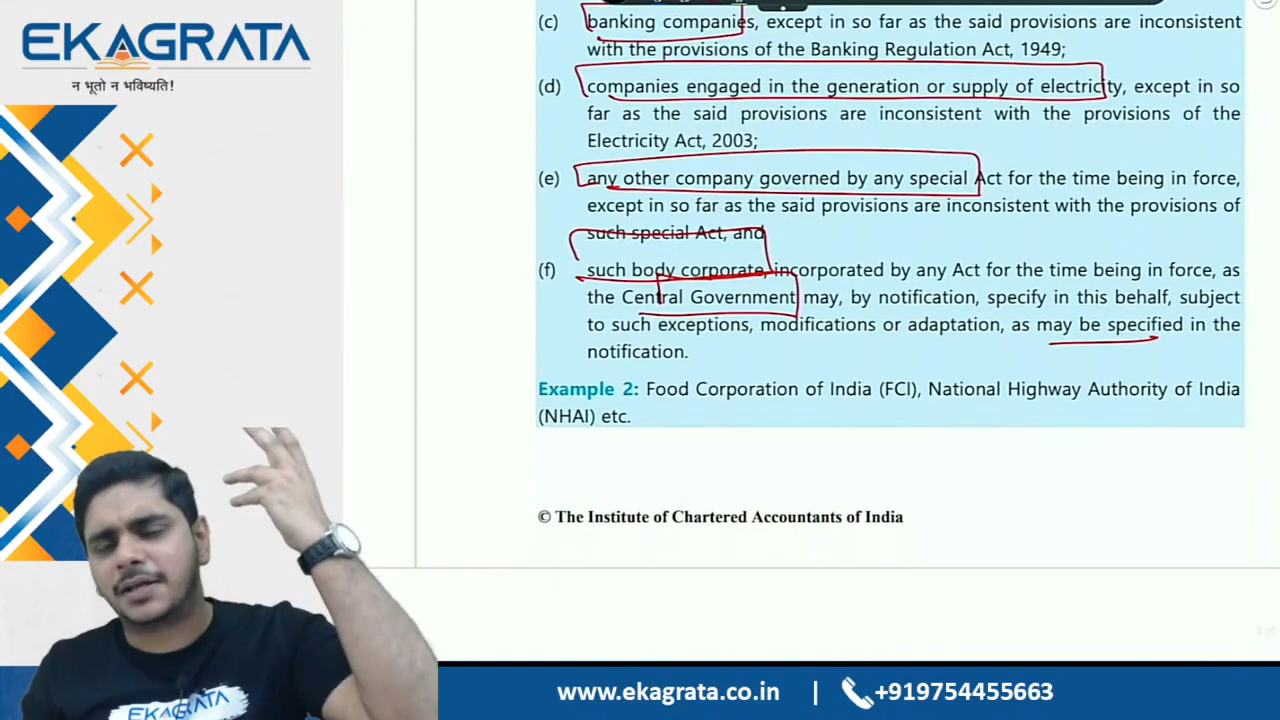 EKAGRATA
न भूतो न भविष्यति!
(c) banking companies, except in so far as the said provisions are inconsistent
with the provisions of the Banking Regulation Act, 1949;
(d) companies engaged in the generation or supply of electricity, except in so
far as the said provisions are inconsistent with the provisions of the
Electricity Act, 2003;
(e) any other company governed by any special Act for the time being in force,
except in so far as the said provisions are inconsistent with the provisions of
such special Act, and
(f) such body corporate, incorporated by any Act for the time being in force, as
the Central Government may, by notification, specify in this behalf, subject
to such exceptions, modifications or adaptation, as may be specified in the
notification.
Example 2: Food Corporation of India (FCI), National Highway Authority of India
(NHAI) etc.
© The Institute of Chartered Accountants of India
EKAGRATA
www.ekagrata.co.in | +919754455663